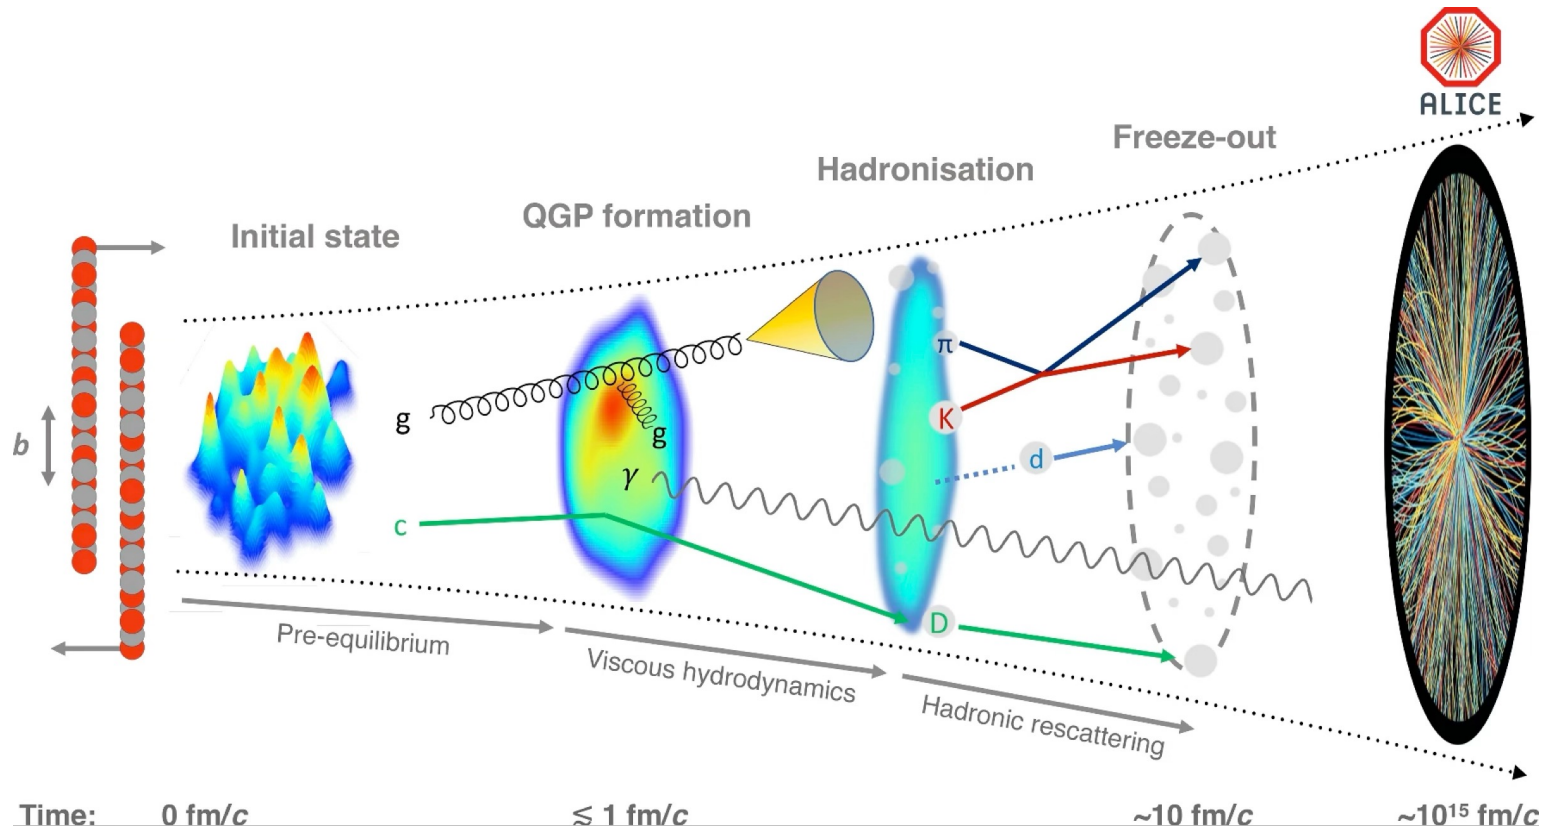 ALICE
Freeze-out
Hadronisation
QGP formation
Initial state
b
g
g
γ
c
π
K
d
D
Pre-equilibrium
Viscous hydrodynamics
Hadronic rescattering
Time: 0 fm/c ≲ 1 fm/c ~10 fm/c ~10¹⁵ fm/c